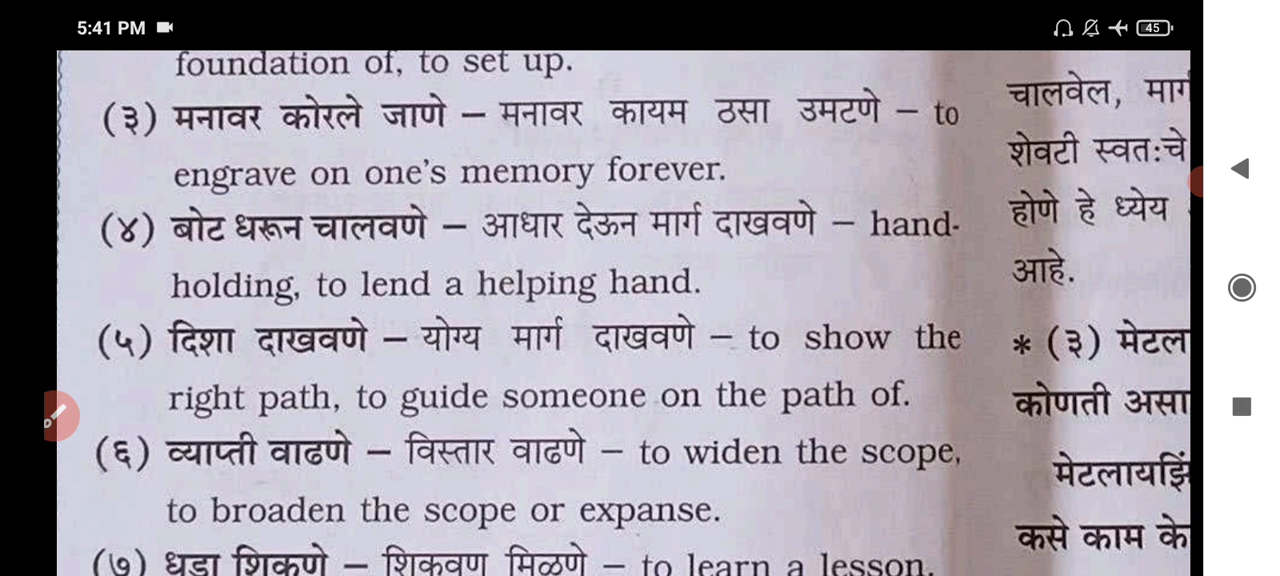 5:41 PM
45
foundation of, to set up.
(३) मनावर कोरले जाणे – मनावर कायम ठसा उमटणे – to
engrave on one's memory forever.
(४) बोट धरून चालवणे – आधार देऊन मार्ग दाखवणे – hand-
holding, to lend a helping hand.
(५) दिशा दाखवणे – योग्य मार्ग दाखवणे – to show the
right path, to guide someone on the path of.
(६) व्याप्ती वाढणे – विस्तार वाढणे – to widen the scope,
to broaden the scope or expanse.
(७) धडा शिकणे – शिकवण मिळणे – to learn a lesson.
चालवेल, मार्ग
शेवटी स्वतःचे
होणे हे ध्येय
आहे.
* (३) मेटल
कोणती असा
मेटलायझिं
कसे काम के